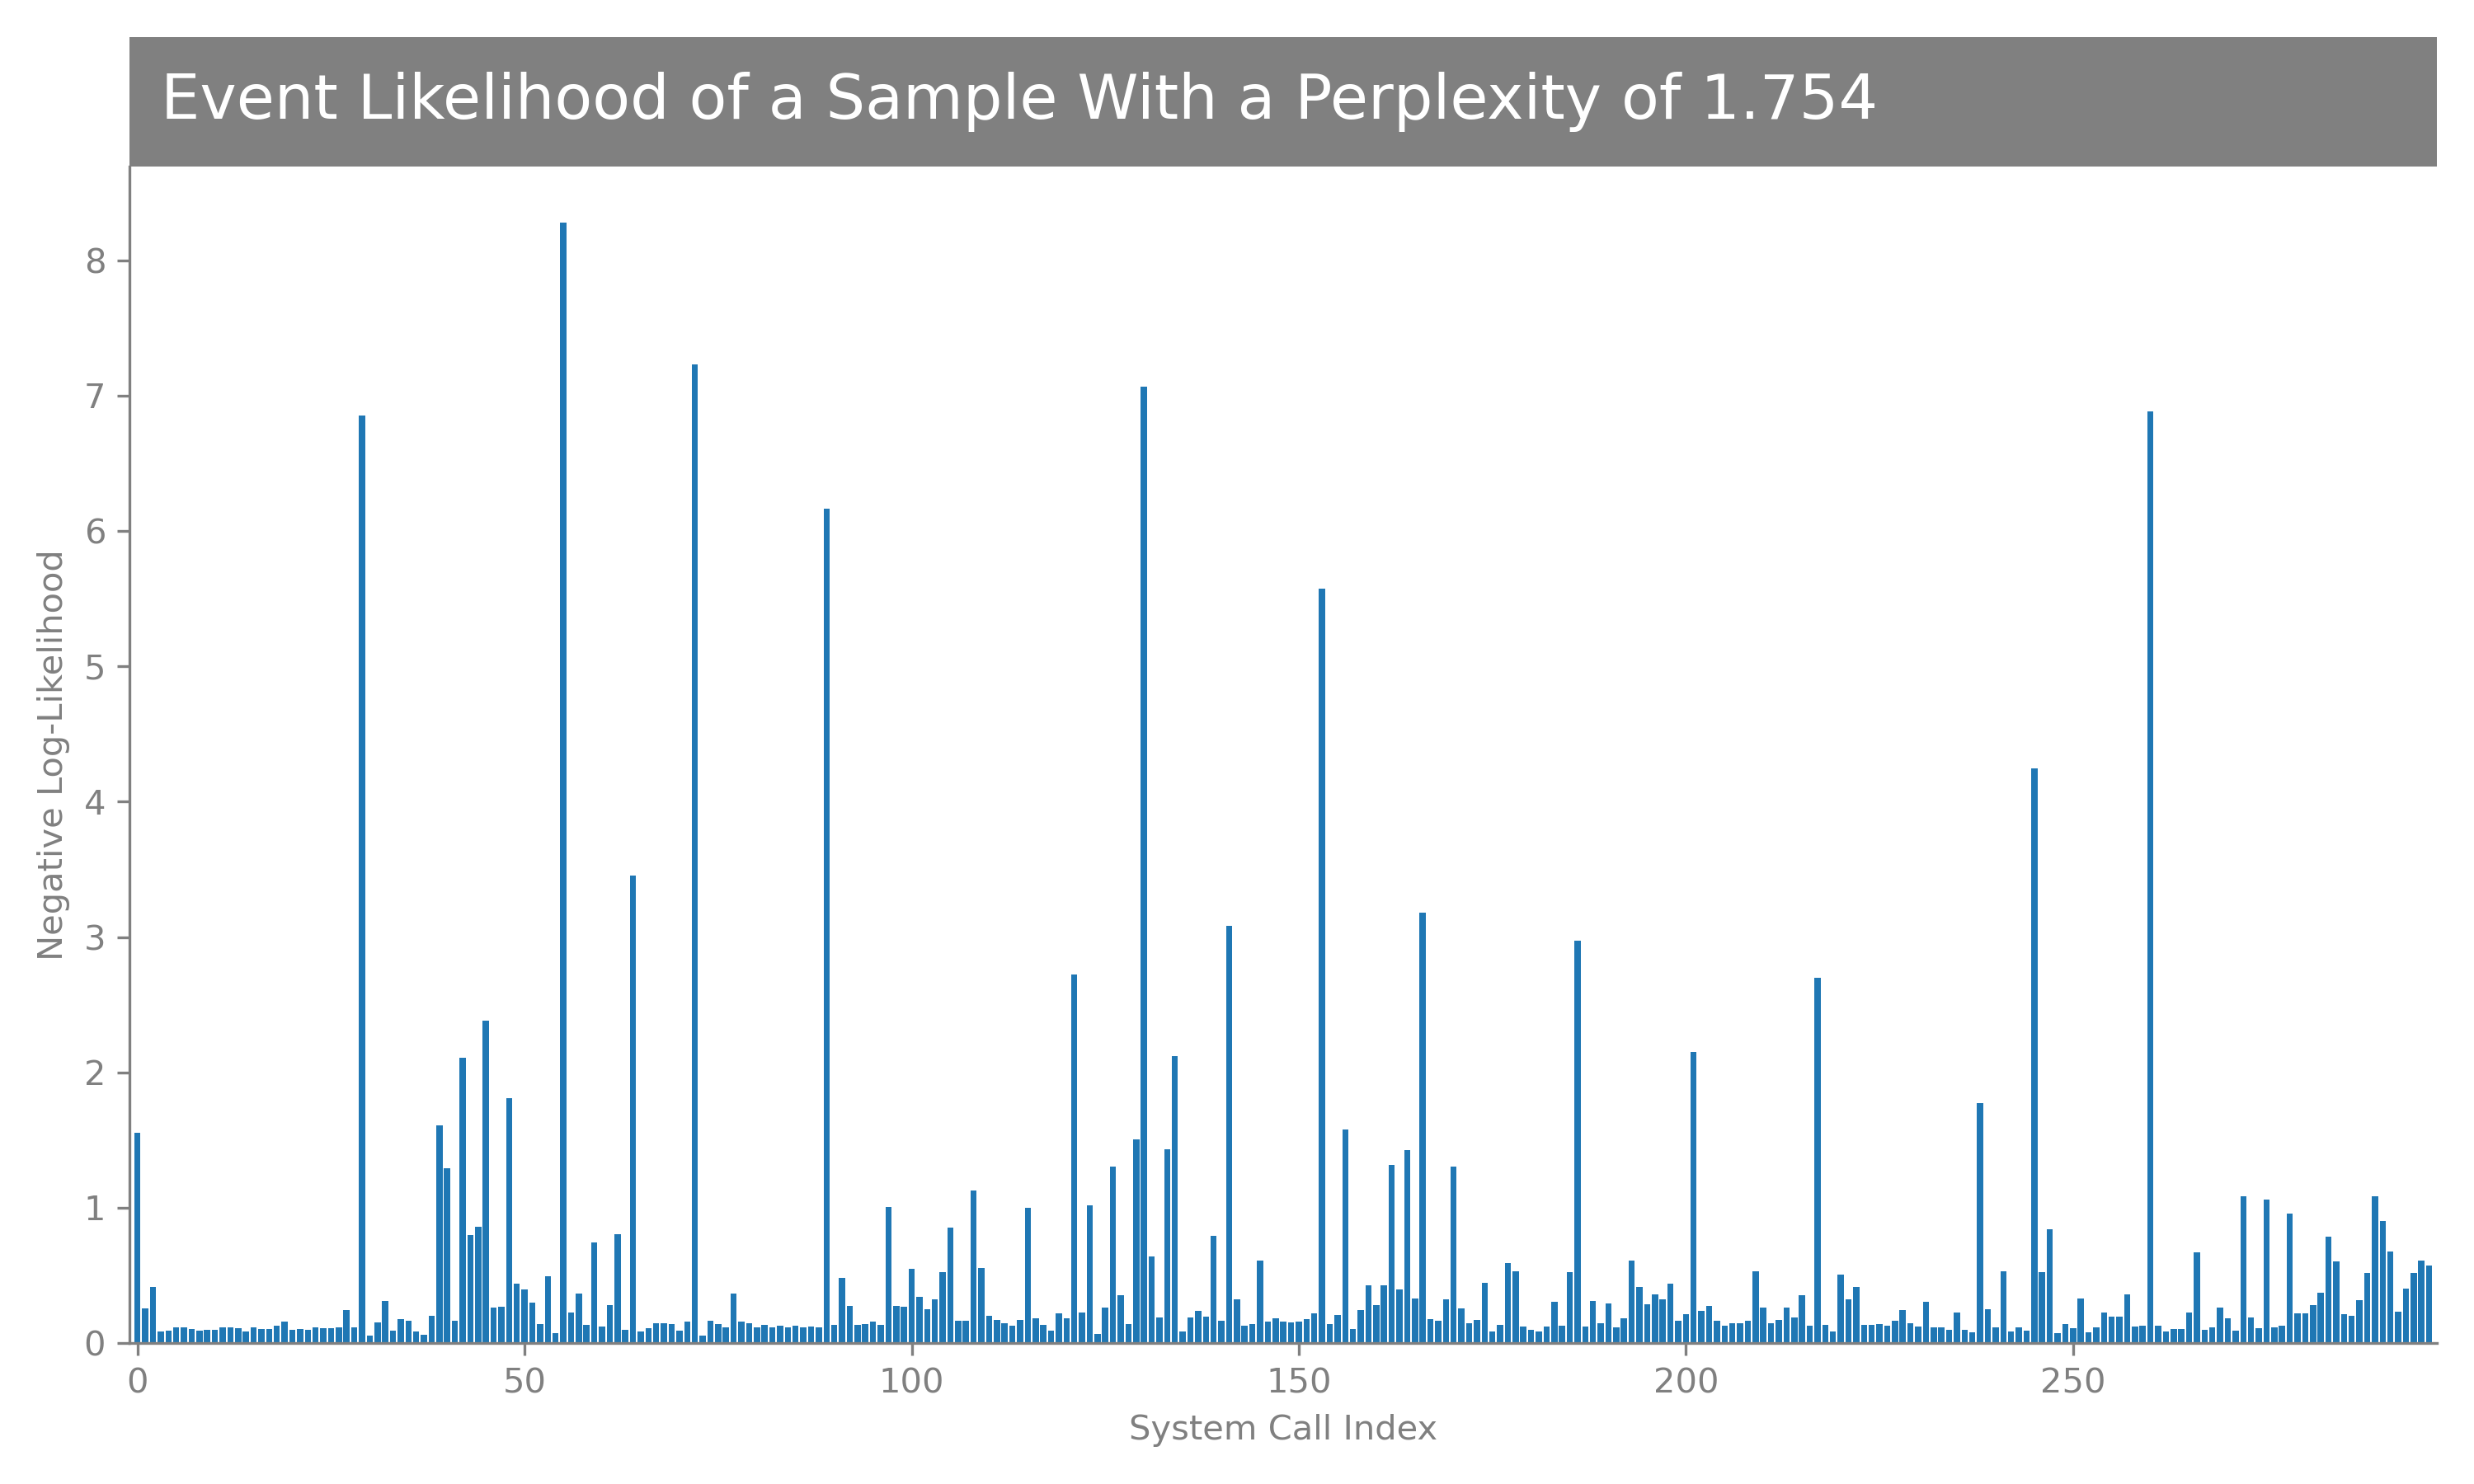 Event Likelihood of a Sample With a Perplexity of 1.754
Negative Log-Likelihood
8
7
6
5
4
3
2
1
0
0 50 100 150 200 250
System Call Index